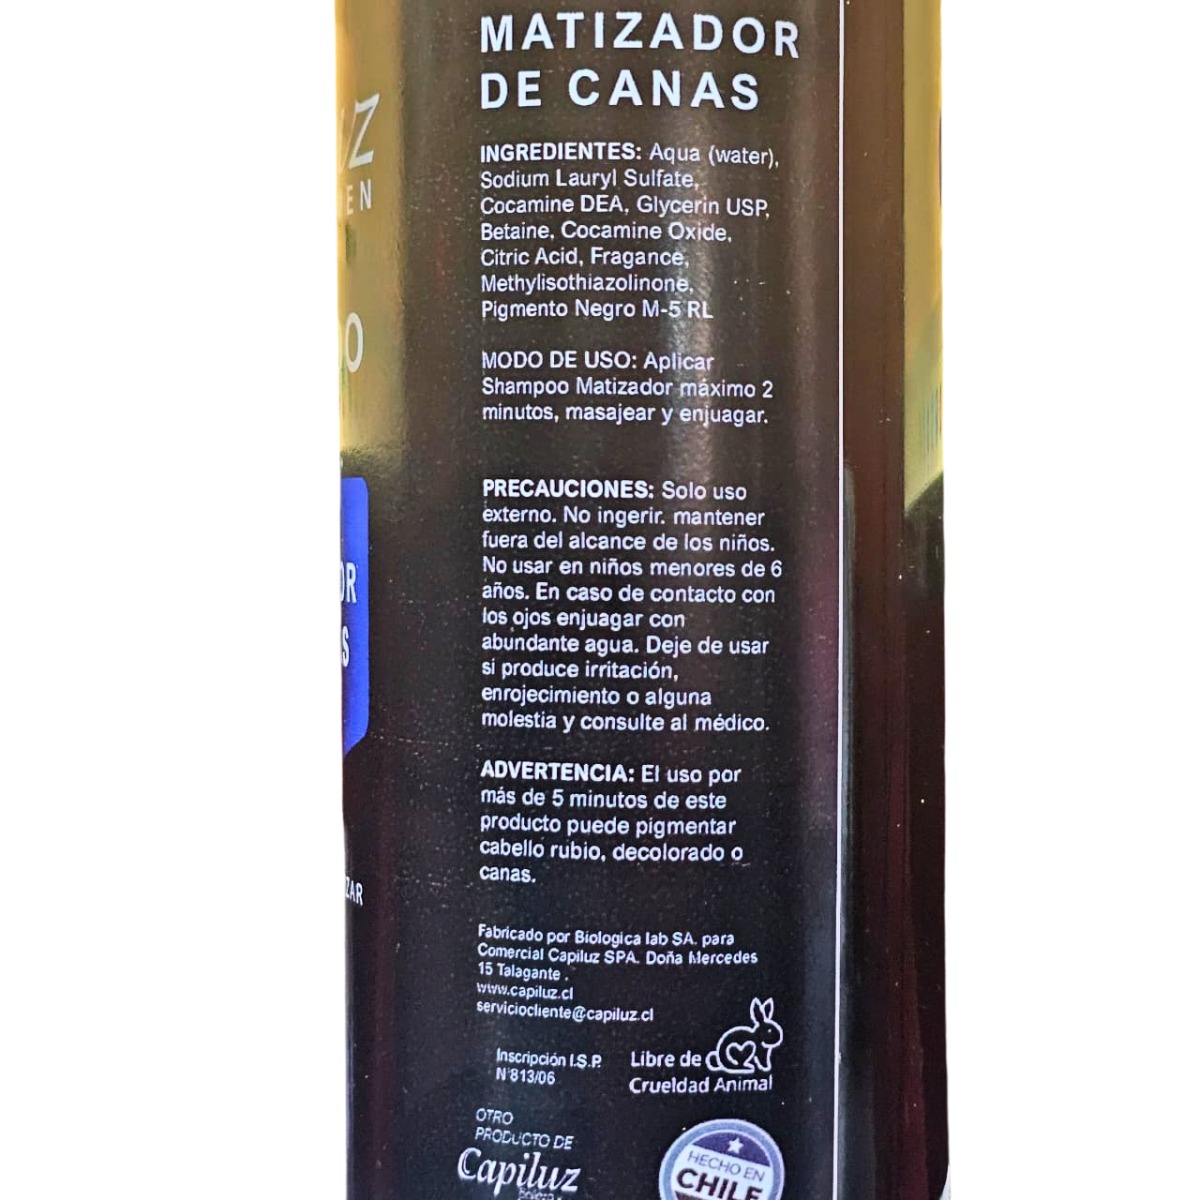 MATIZADOR
DE CANAS
INGREDIENTES: Aqua (water),
Sodium Lauryl Sulfate,
Cocamine DEA, Glycerin USP,
Betaine, Cocamine Oxide,
Citric Acid, Fragance,
Methylisothiazolinone,
Pigmento Negro M-5 RL
MODO DE USO: Aplicar
Shampoo Matizador máximo 2
minutos, masajear y enjuagar.
PRECAUCIONES: Solo uso
externo. No ingerir. mantener
fuera del alcance de los niños.
No usar en niños menores de 6
años. En caso de contacto con
los ojos enjuagar con
abundante agua. Deje de usar
si produce irritación,
enrojecimiento o alguna
molestia y consulte al médico.
ADVERTENCIA: El uso por
más de 5 minutos de este
producto puede pigmentar
cabello rubio, decolorado o
canas.
Fabricado por Biologica lab SA. para
Comercial Capiluz SPA. Doña Mercedes
15 Talagante .
www.capiluz.cl
serviciocliente@capiluz.cl
Inscripción I.S.P.
N°813/06
Libre de
Crueldad Animal
OTRO
PRODUCTO DE
Capiluz
HECHO EN
CHILE